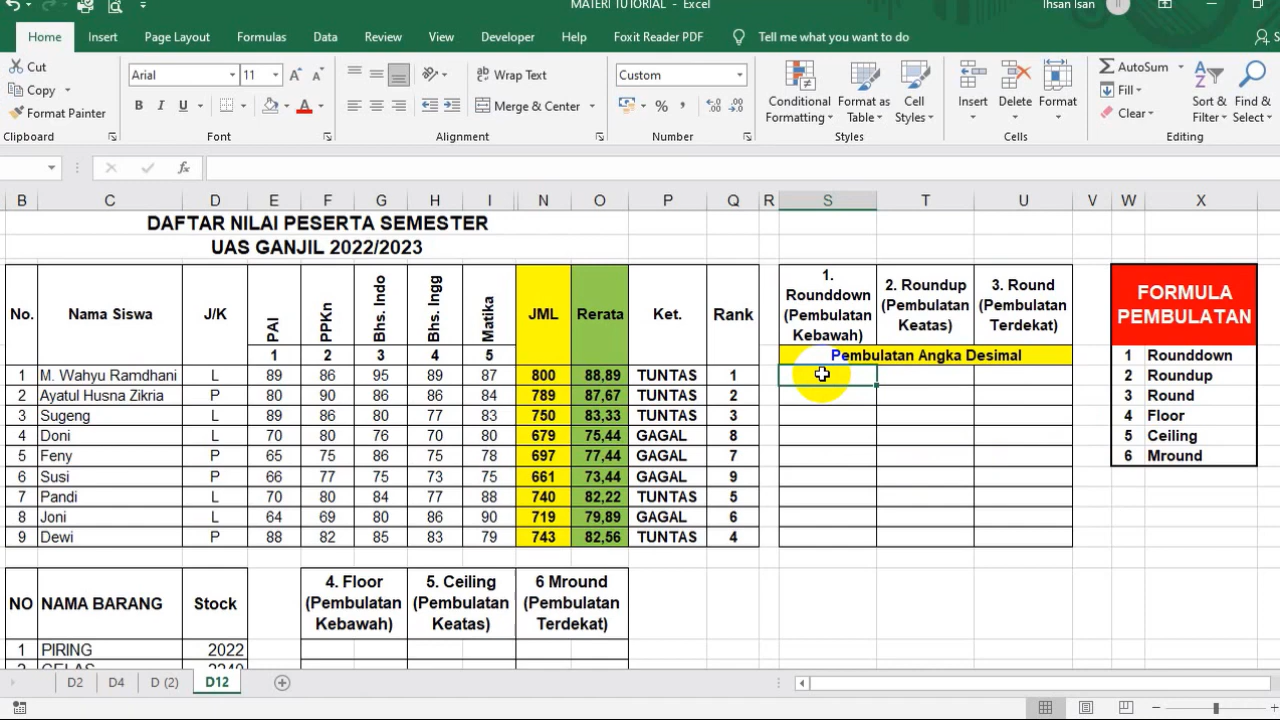 MATERI TUTORIAL - Excel
Ihsan Isan
Home Insert Page Layout Formulas Data Review View Developer Help Foxit Reader PDF Tell me what you want to do
Cut
Copy
Format Painter
Clipboard
Arial 11
B I U
Font
Wrap Text
Merge & Center
Alignment
Custom
Number
Conditional Formatting
Format as Table
Cell Styles
Styles
Insert Delete Format
Cells
AutoSum
Fill
Clear
Sort & Filter
Find & Select
Editing
fx
B C D E F G H I N O P Q R S T U V W X
DAFTAR NILAI PESERTA SEMESTER
UAS GANJIL 2022/2023
No. Nama Siswa J/K PAI PPKn Bhs. Indo Bhs. Ingg Matika JML Rerata Ket. Rank
1 2 3 4 5
1 M. Wahyu Ramdhani L 89 86 95 89 87 800 88,89 TUNTAS 1
2 Ayatul Husna Zikria P 80 90 86 86 84 789 87,67 TUNTAS 2
3 Sugeng L 89 86 80 77 83 750 83,33 TUNTAS 3
4 Doni L 70 80 76 70 80 679 75,44 GAGAL 8
5 Feny P 65 75 86 75 78 697 77,44 GAGAL 7
6 Susi P 66 77 75 73 75 661 73,44 GAGAL 9
7 Pandi L 70 80 84 77 88 740 82,22 TUNTAS 5
8 Joni L 64 69 80 86 90 719 79,89 GAGAL 6
9 Dewi P 88 82 85 83 79 743 82,56 TUNTAS 4
1. Rounddown (Pembulatan Kebawah)
2. Roundup (Pembulatan Keatas)
3. Round (Pembulatan Terdekat)
Pembulatan Angka Desimal
FORMULA
PEMBULATAN
1 Rounddown
2 Roundup
3 Round
4 Floor
5 Ceiling
6 Mround
NO NAMA BARANG Stock
4. Floor (Pembulatan Kebawah)
5. Ceiling (Pembulatan Keatas)
6 Mround (Pembulatan Terdekat)
1 PIRING 2022
2 GELAS 2240
D2 D4 D (2) D12